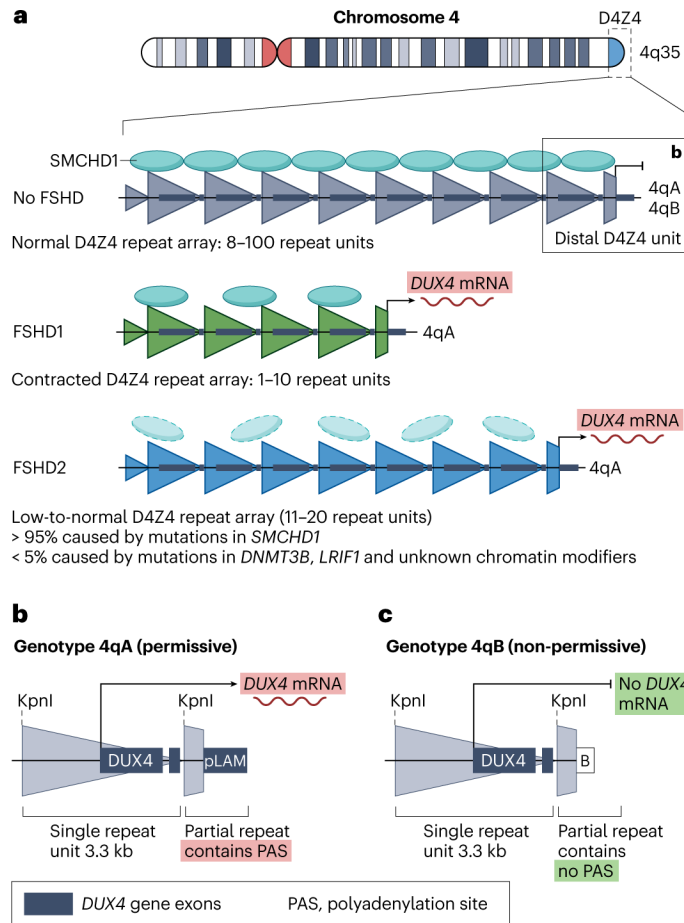 a
Chromosome 4
D4Z4
4q35
SMCHD1
b
No FSHD
4qA
4qB
Normal D4Z4 repeat array: 8–100 repeat units
Distal D4Z4 unit
DUX4 mRNA
FSHD1
4qA
Contracted D4Z4 repeat array: 1–10 repeat units
DUX4 mRNA
FSHD2
4qA
Low-to-normal D4Z4 repeat array (11–20 repeat units)
> 95% caused by mutations in SMCHD1
< 5% caused by mutations in DNMT3B, LRIF1 and unknown chromatin modifiers
b
Genotype 4qA (permissive)
DUX4 mRNA
KpnI
KpnI
DUX4
pLAM
Single repeat
unit 3.3 kb
Partial repeat
contains PAS
c
Genotype 4qB (non-permissive)
No DUX4
mRNA
KpnI
KpnI
DUX4
B
Single repeat
unit 3.3 kb
Partial repeat
contains
no PAS
DUX4 gene exons
PAS, polyadenylation site